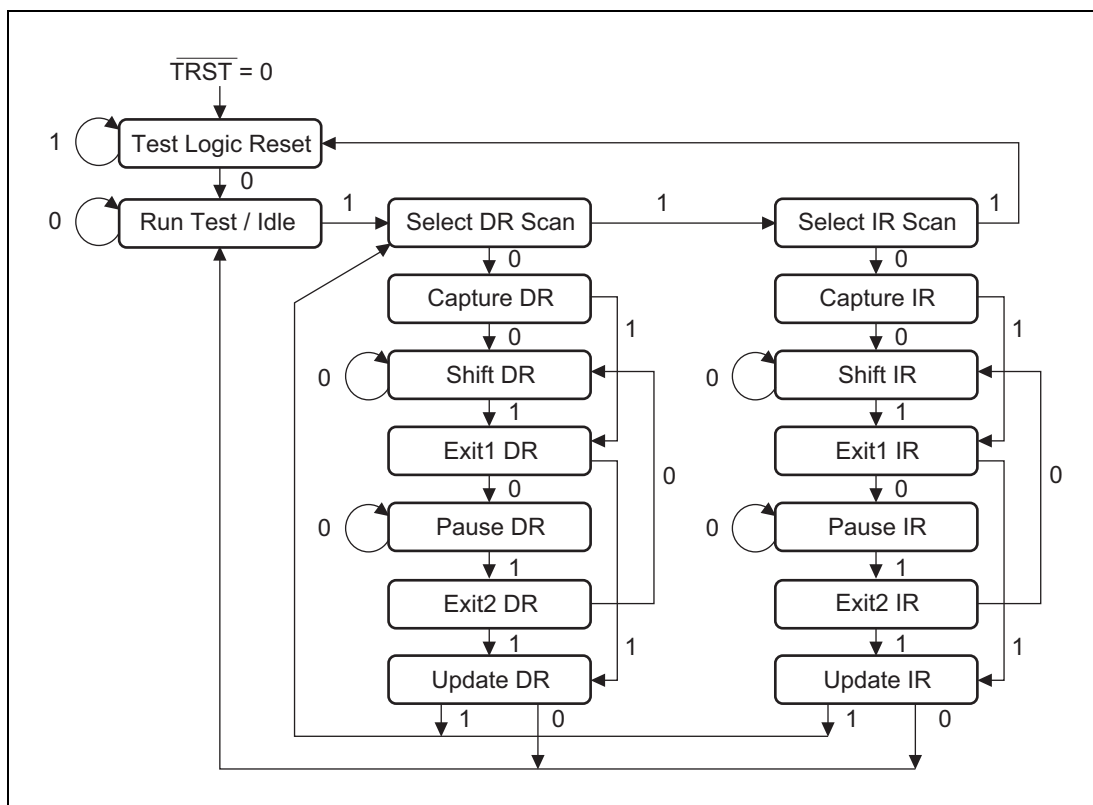 TRST = 0
1
Test Logic Reset
0
0
Run Test / Idle
1
Select DR Scan
1
Select IR Scan
1
0
0
Capture DR
1
Capture IR
1
0
0
0
Shift DR
0
Shift IR
1
1
Exit1 DR
0
Exit1 IR
0
0
0
0
Pause DR
0
Pause IR
1
1
Exit2 DR
Exit2 IR
1
1
1
1
Update DR
Update IR
1
0
1
0